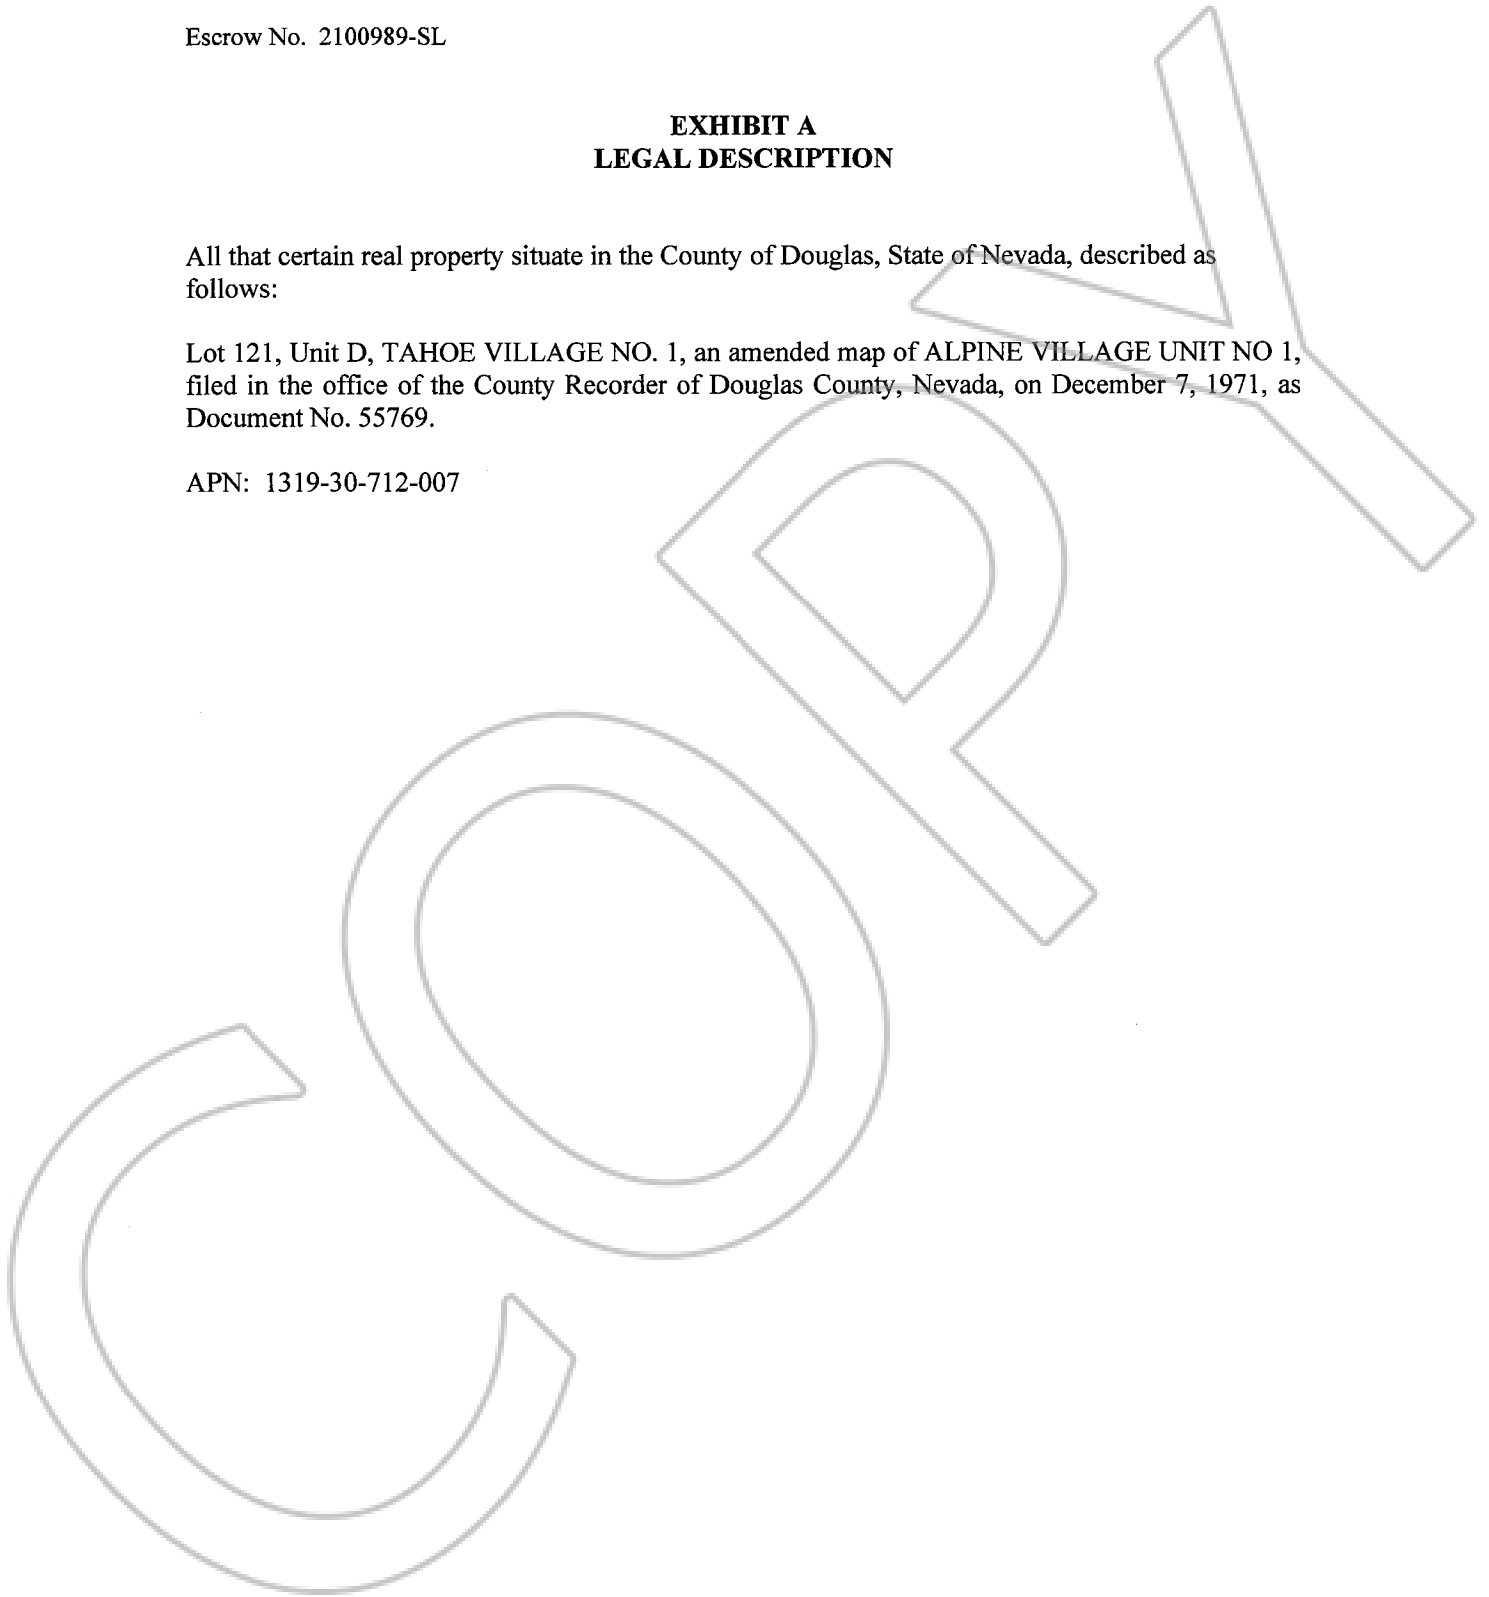 Escrow No. 2100989-SL
EXHIBIT A
LEGAL DESCRIPTION
All that certain real property situate in the County of Douglas, State of Nevada, described as
follows:
Lot 121, Unit D, TAHOE VILLAGE NO. 1, an amended map of ALPINE VILLAGE UNIT NO 1,
filed in the office of the County Recorder of Douglas County, Nevada, on December 7, 1971, as
Document No. 55769.
APN: 1319-30-712-007
COPY